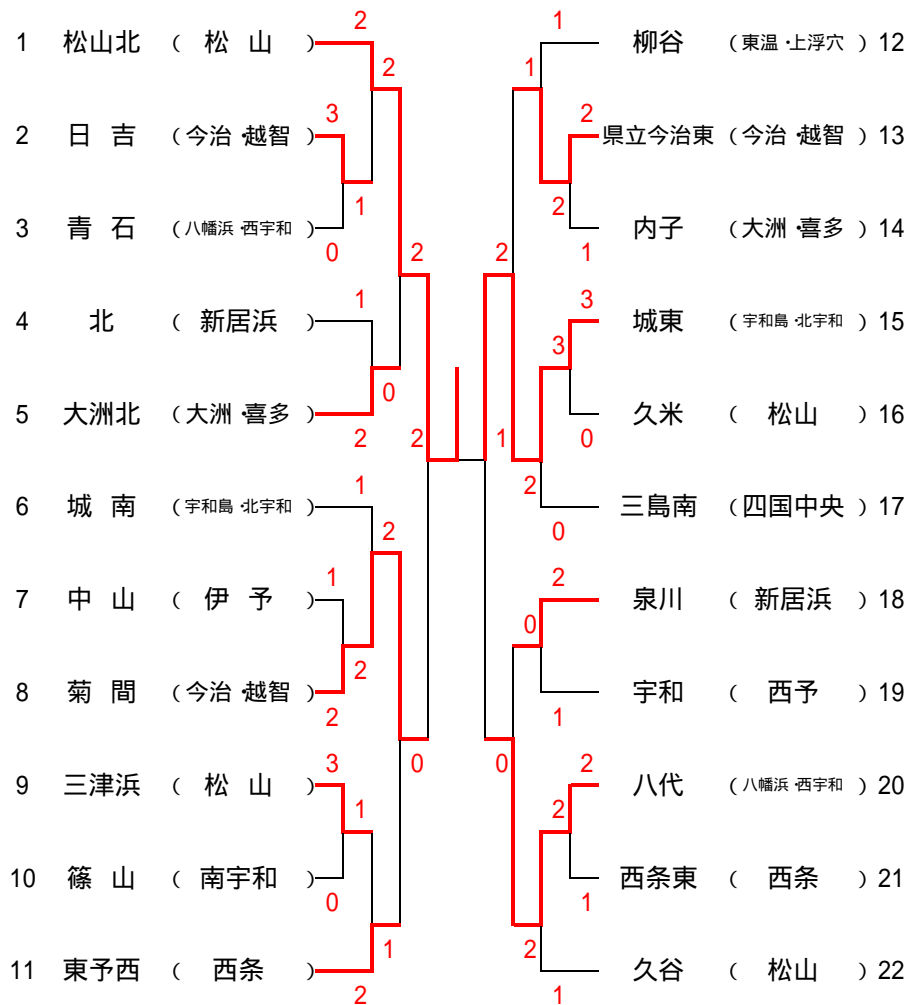 2 1
1 松山北 ( 松 山 ) 柳谷 (東温・上浮穴) 12
2 1
3 2
2 日 吉 (今治・越智) 県立今治東 (今治・越智) 13
1 2
3 青 石 (八幡浜・西宇和) 内子 (大洲・喜多) 14
0 2 2 1
1 3
4 北 ( 新居浜 ) 城東 (宇和島・北宇和) 15
3
0
5 大洲北 (大洲・喜多) 久米 ( 松山 ) 16
2 2 1 0
1 2
6 城 南 (宇和島・北宇和) 三島南 (四国中央) 17
2 0
1 2
7 中 山 ( 伊 予 ) 泉川 ( 新居浜 ) 18
0
2
8 菊 間 (今治・越智) 宇和 ( 西予 ) 19
2 1
3 0 0 2
9 三津浜 ( 松 山 ) 八代 (八幡浜・西宇和) 20
1 2
10 篠 山 ( 南宇和 ) 西条東 ( 西条 ) 21
0 1
1 2
11 東予西 ( 西条 ) 久谷 ( 松山 ) 22
2 1